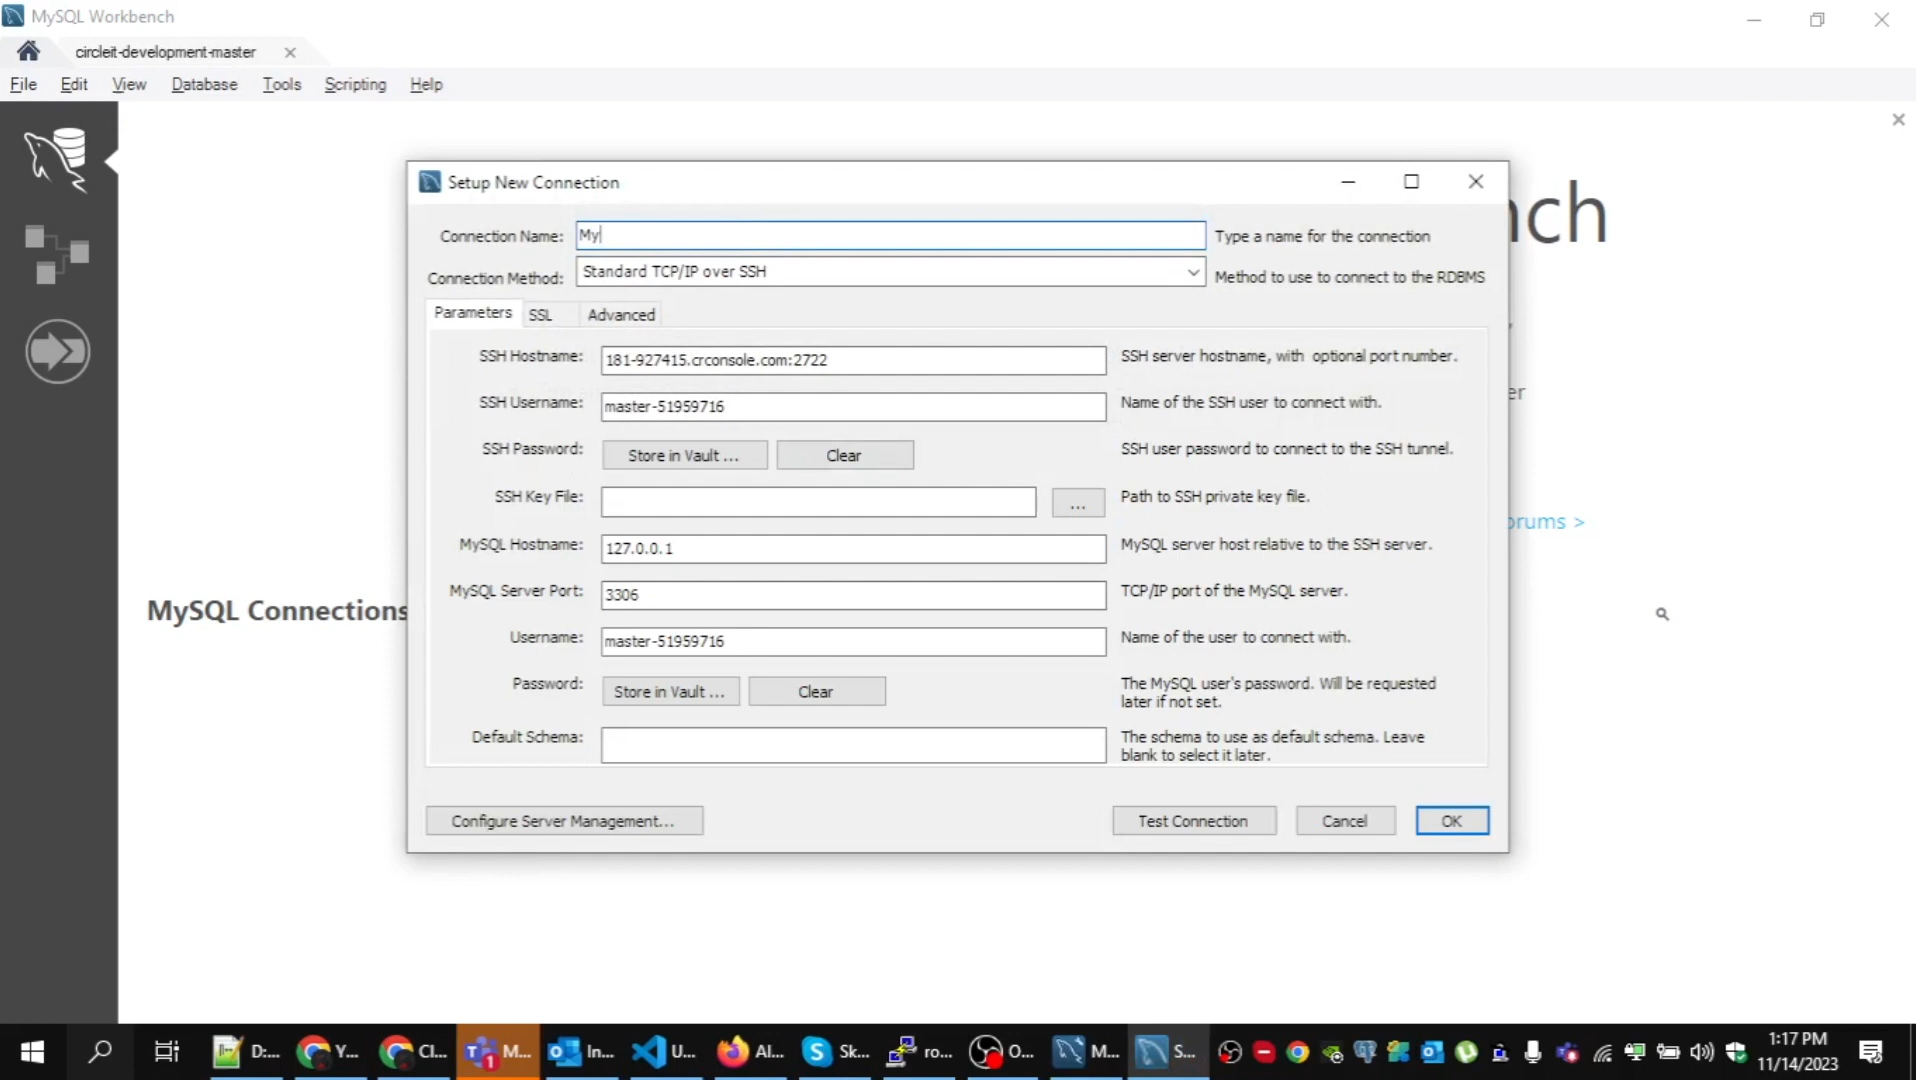 MySQL Workbench
circleit-development-master
File Edit View Database Tools Scripting Help
nch
Setup New Connection
Connection Name: My Type a name for the connection
Connection Method: Standard TCP/IP over SSH Method to use to connect to the RDBMS
Parameters SSL Advanced
SSH Hostname: 181-927415.crconsole.com:2722 SSH server hostname, with optional port number.
SSH Username: master-51959716 Name of the SSH user to connect with.
er
SSH Password: Store in Vault ... Clear SSH user password to connect to the SSH tunnel.
SSH Key File: ... Path to SSH private key file.
orums >
MySQL Hostname: 127.0.0.1 MySQL server host relative to the SSH server.
MySQL Server Port: 3306 TCP/IP port of the MySQL server.
MySQL Connections
Username: master-51959716 Name of the user to connect with.
Password: Store in Vault ... Clear The MySQL user's password. Will be requested
later if not set.
Default Schema: The schema to use as default schema. Leave
blank to select it later.
Configure Server Management... Test Connection Cancel OK
D:... Y... Cl... M... In... U... Al... Sk... ro... O... M... S...
1:17 PM
11/14/2023